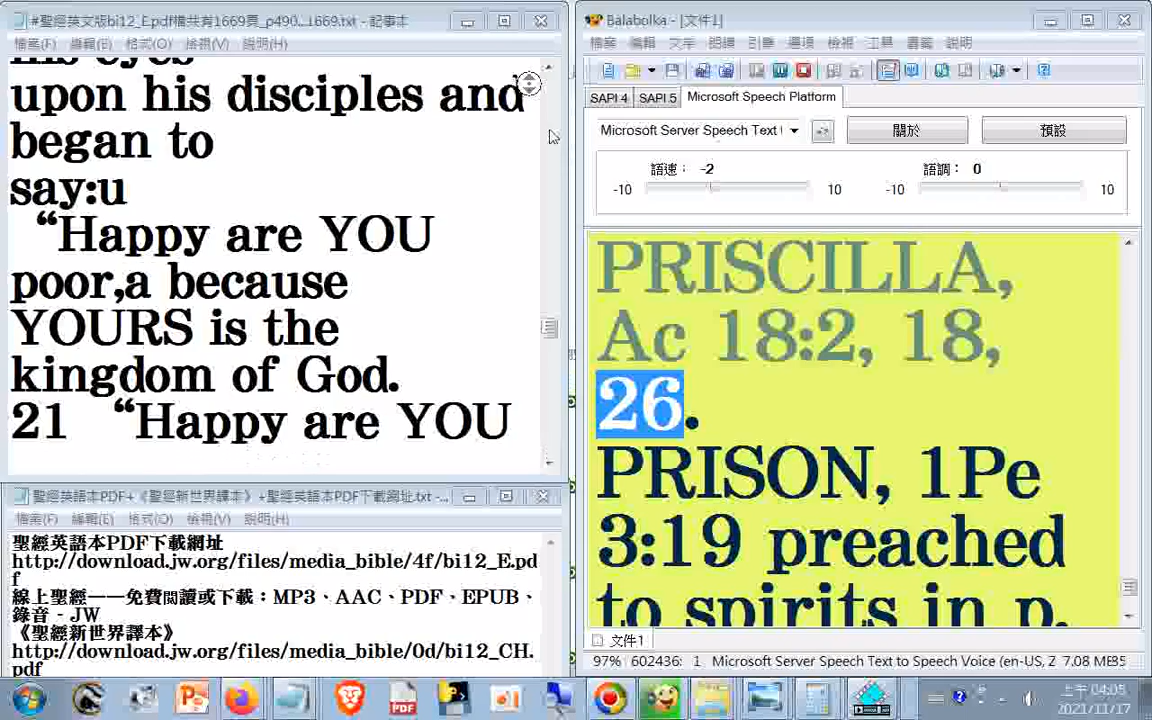 #聖經英文版bi12_E.pdf檔共有1669頁_p490...1669.txt - 記事本
檔案(F) 編輯(E) 格式(O) 檢視(V) 說明(H)
his eyes
upon his disciples and
began to
say:u
“Happy are YOU
poor,a because
YOURS is the
kingdom of God.
21 “Happy are YOU
聖經英語本PDF+《聖經新世界譯本》+聖經英語本PDF下載網址.txt -...
檔案(F) 編輯(E) 格式(O) 檢視(V) 說明(H)
聖經英語本PDF下載網址
http://download.jw.org/files/media_bible/4f/bi12_E.pd
f
線上聖經——免費閱讀或下載：MP3、AAC、PDF、EPUB、
錄音 - JW
《聖經新世界譯本》
http://download.jw.org/files/media_bible/0d/bi12_CH.
pdf
Balabolka - [文件1]
檔案 編輯 文字 朗讀 引擎 選項 檢視 工具 書籤 說明
SAPI 4 SAPI 5 Microsoft Speech Platform
Microsoft Server Speech Text 關於 預設
語速： -2 語調： 0
-10 10 -10 10
PRISCILLA,
Ac 18:2, 18,
26.
PRISON, 1Pe
3:19 preached
to spirits in p.
文件1
97% 602436: 1 Microsoft Server Speech Text to Speech Voice (en-US, Z 7.08 MB
上午 04:05
2021/11/17